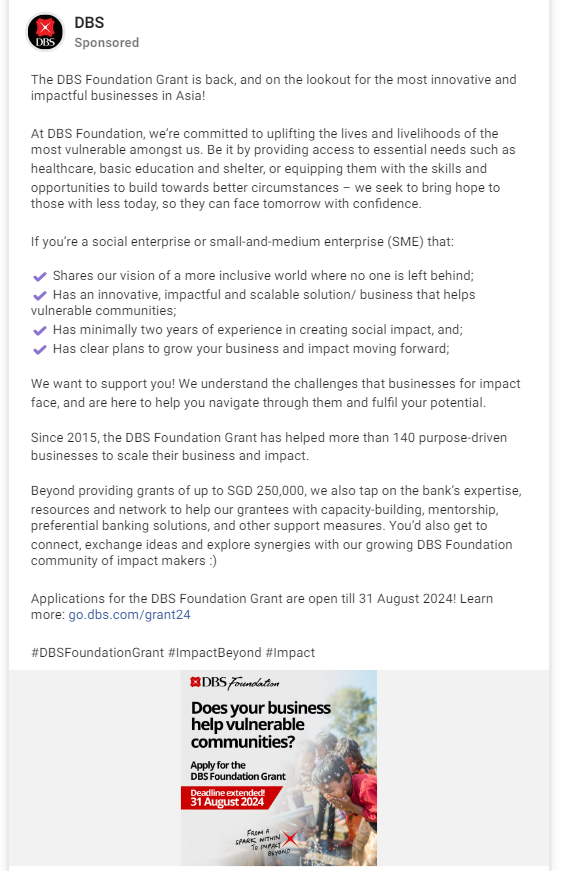 DBS
DBS
Sponsored
The DBS Foundation Grant is back, and on the lookout for the most innovative and
impactful businesses in Asia!
At DBS Foundation, we're committed to uplifting the lives and livelihoods of the
most vulnerable amongst us. Be it by providing access to essential needs such as
healthcare, basic education and shelter, or equipping them with the skills and
opportunities to build towards better circumstances – we seek to bring hope to
those with less today, so they can face tomorrow with confidence.
If you're a social enterprise or small-and-medium enterprise (SME) that:
✔ Shares our vision of a more inclusive world where no one is left behind;
✔ Has an innovative, impactful and scalable solution/ business that helps
vulnerable communities;
✔ Has minimally two years of experience in creating social impact, and;
✔ Has clear plans to grow your business and impact moving forward;
We want to support you! We understand the challenges that businesses for impact
face, and are here to help you navigate through them and fulfil your potential.
Since 2015, the DBS Foundation Grant has helped more than 140 purpose-driven
businesses to scale their business and impact.
Beyond providing grants of up to SGD 250,000, we also tap on the bank's expertise,
resources and network to help our grantees with capacity-building, mentorship,
preferential banking solutions, and other support measures. You'd also get to
connect, exchange ideas and explore synergies with our growing DBS Foundation
community of impact makers :)
Applications for the DBS Foundation Grant are open till 31 August 2024! Learn
more: go.dbs.com/grant24
#DBSFoundationGrant #ImpactBeyond #Impact
DBS Foundation
Does your business
help vulnerable
communities?
Apply for the
DBS Foundation Grant
Deadline extended!
31 August 2024
FROM A
SPARK WITHIN
TO IMPACT
BEYOND